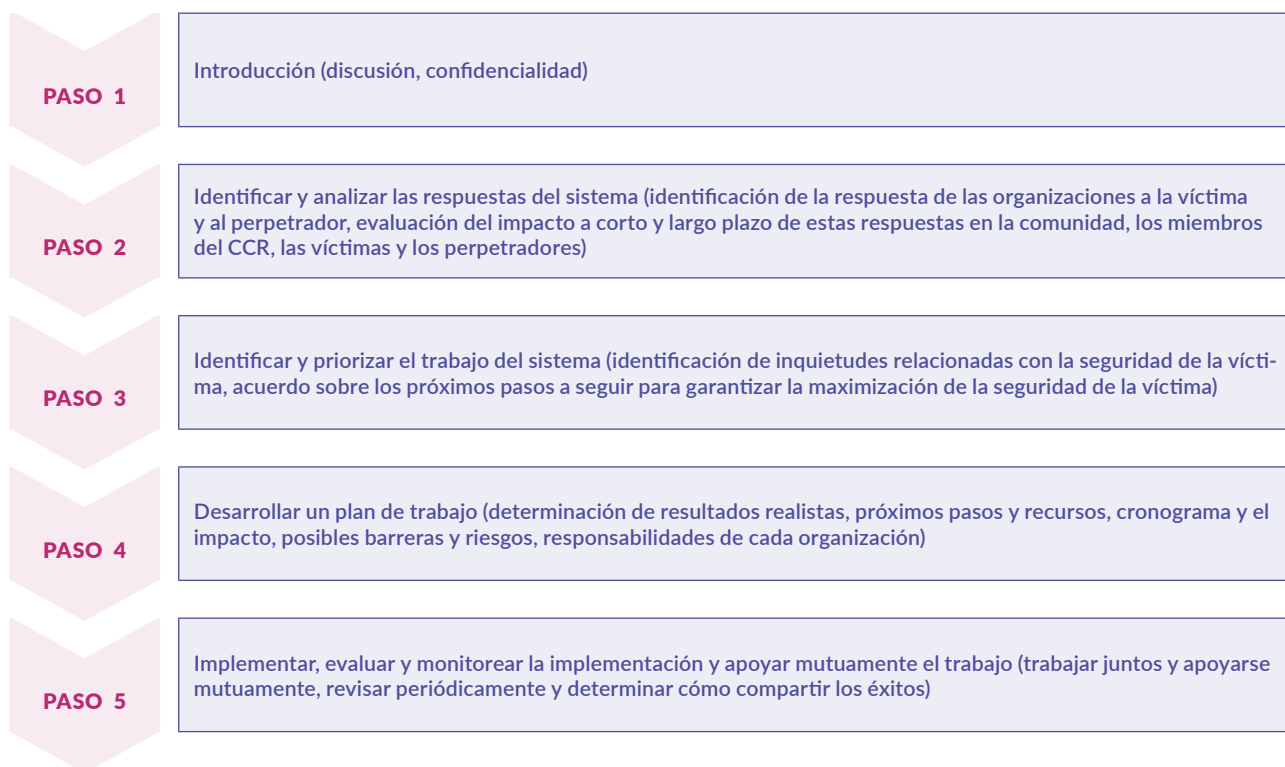 PASO 1
Introducción (discusión, confidencialidad)
PASO 2
Identificar y analizar las respuestas del sistema (identificación de la respuesta de las organizaciones a la víctima
y al perpetrador, evaluación del impacto a corto y largo plazo de estas respuestas en la comunidad, los miembros
del CCR, las víctimas y los perpetradores)
PASO 3
Identificar y priorizar el trabajo del sistema (identificación de inquietudes relacionadas con la seguridad de la vícti-
ma, acuerdo sobre los próximos pasos a seguir para garantizar la maximización de la seguridad de la víctima)
PASO 4
Desarrollar un plan de trabajo (determinación de resultados realistas, próximos pasos y recursos, cronograma y el
impacto, posibles barreras y riesgos, responsabilidades de cada organización)
PASO 5
Implementar, evaluar y monitorear la implementación y apoyar mutuamente el trabajo (trabajar juntos y apoyarse
mutuamente, revisar periódicamente y determinar cómo compartir los éxitos)